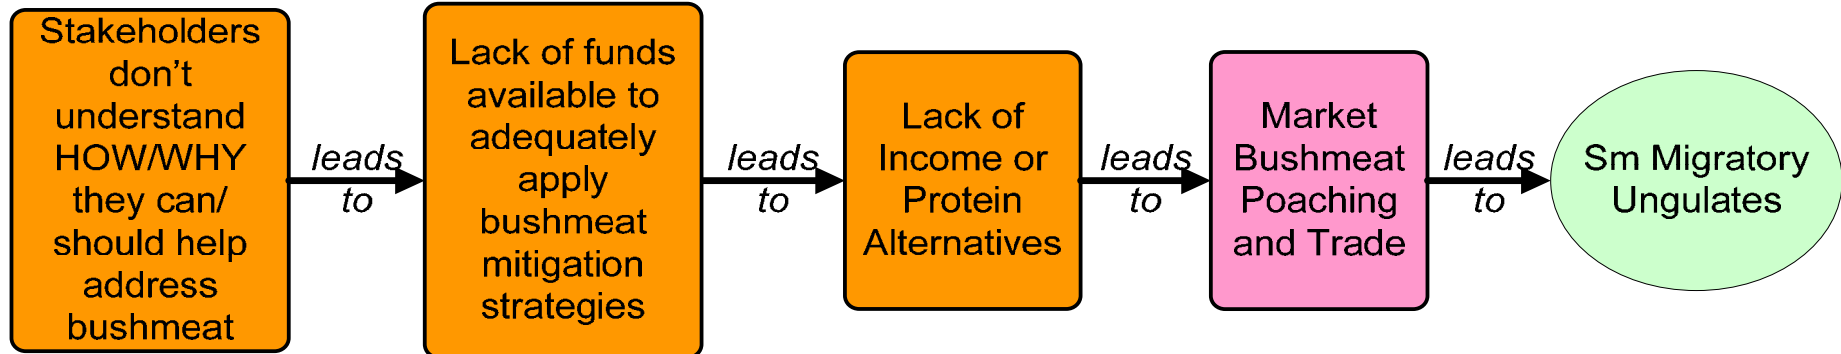 Stakeholders
don't
understand
HOW/WHY
they can/
should help
address
bushmeat
leads
to
Lack of funds
available to
adequately
apply
bushmeat
mitigation
strategies
leads
to
Lack of
Income or
Protein
Alternatives
leads
to
Market
Bushmeat
Poaching
and Trade
leads
to
Sm Migratory
Ungulates